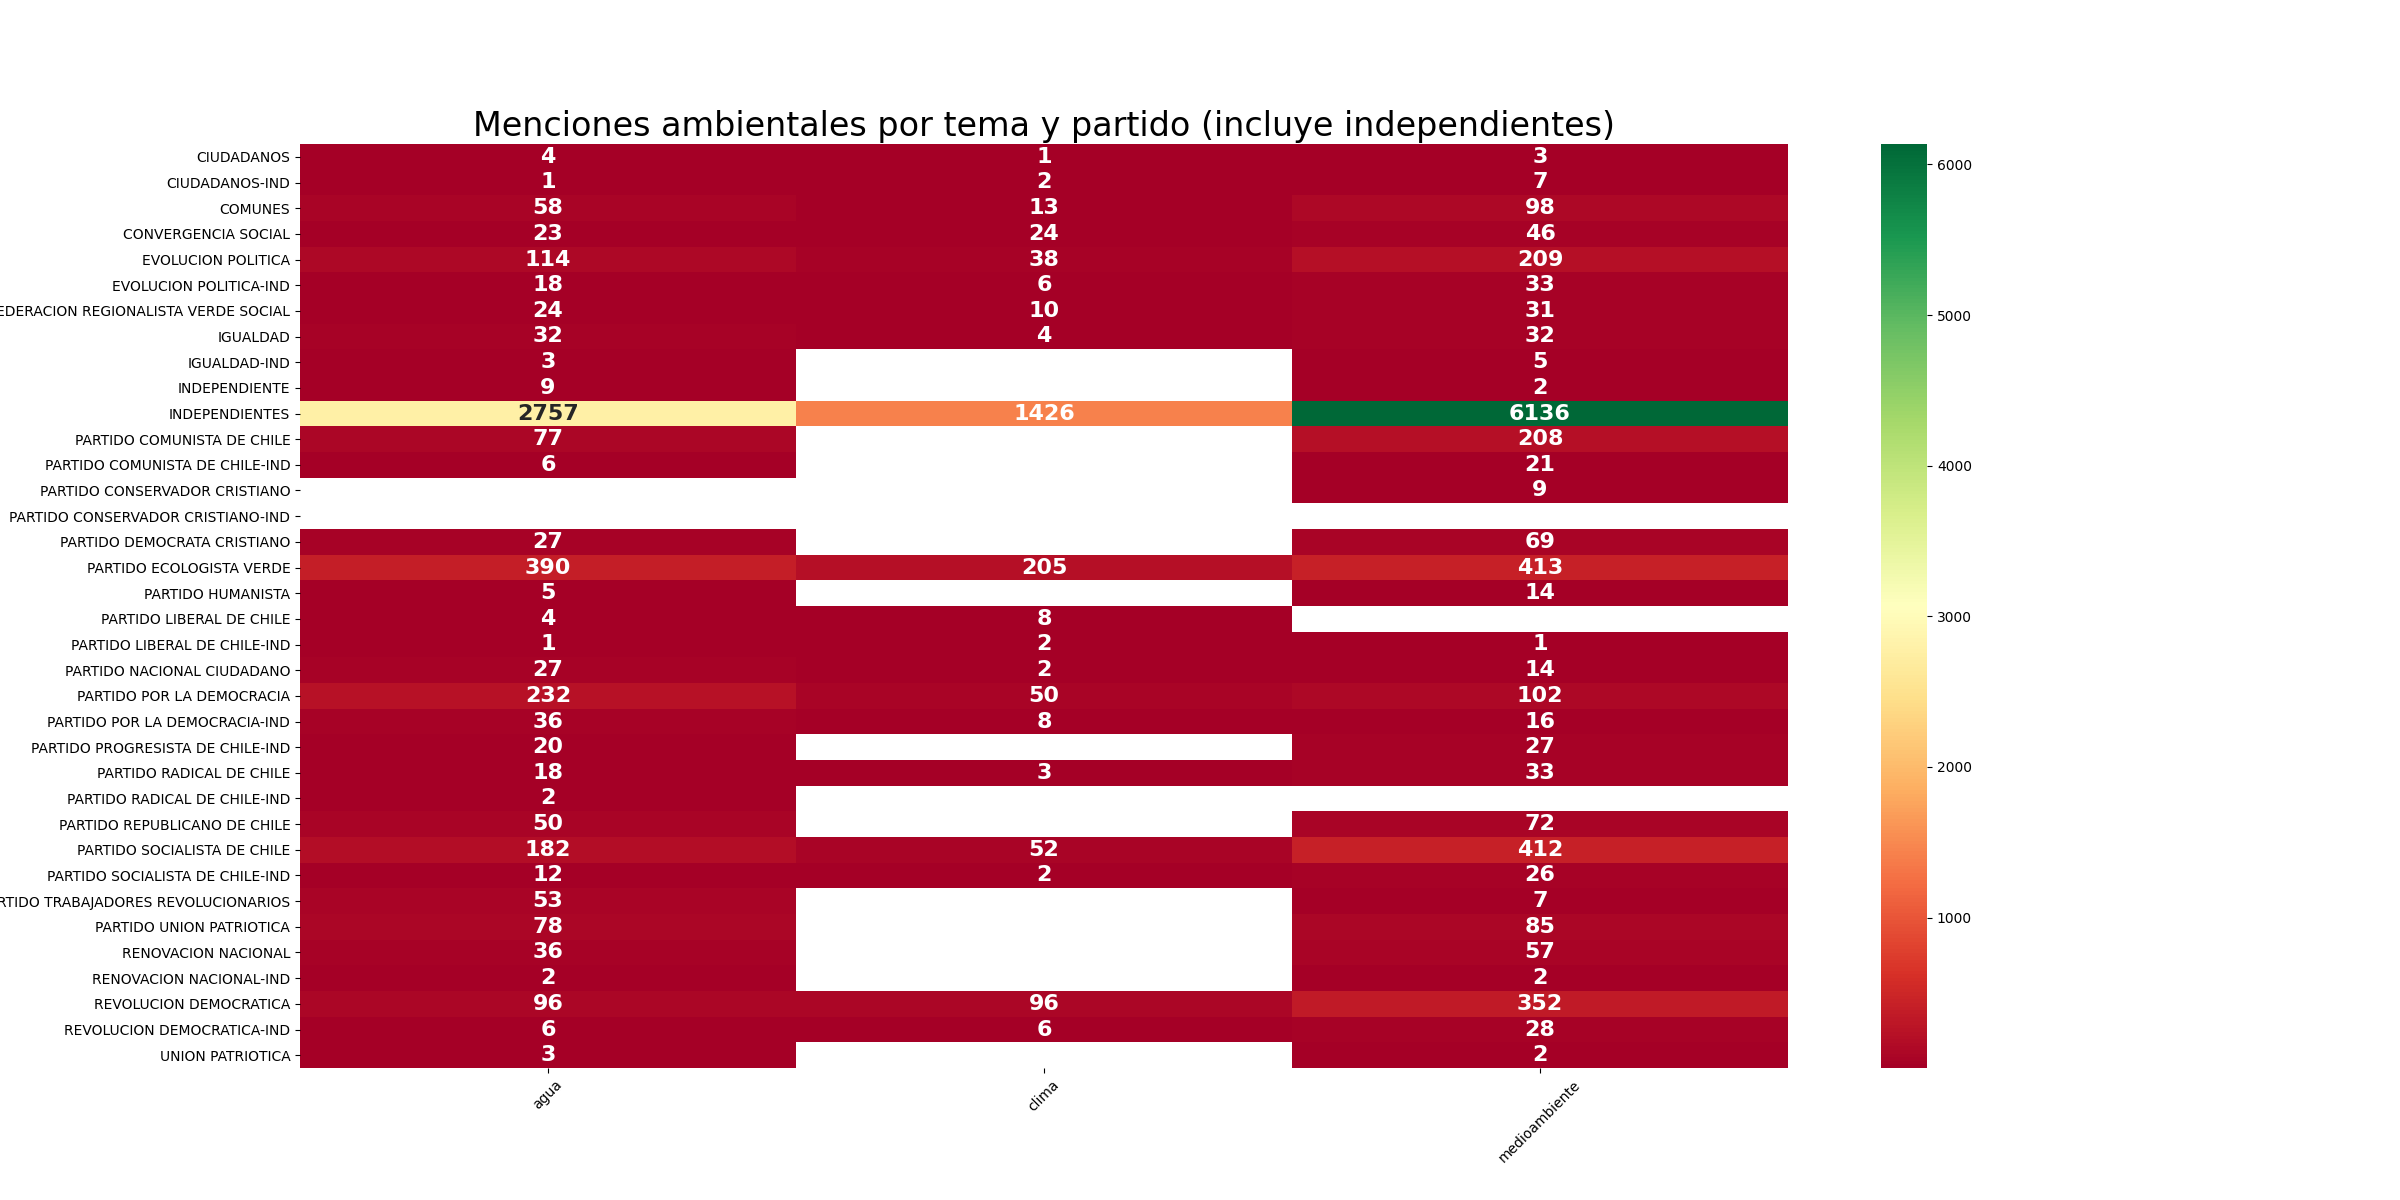 Menciones ambientales por tema y partido (incluye independientes)
CIUDADANOS 4 1 3
CIUDADANOS-IND 1 2 7
COMUNES 58 13 98
CONVERGENCIA SOCIAL 23 24 46
EVOLUCION POLITICA 114 38 209
EVOLUCION POLITICA-IND 18 6 33
EDERACION REGIONALISTA VERDE SOCIAL 24 10 31
IGUALDAD 32 4 32
IGUALDAD-IND 3 5
INDEPENDIENTE 9 2
INDEPENDIENTES 2757 1426 6136
PARTIDO COMUNISTA DE CHILE 77 208
PARTIDO COMUNISTA DE CHILE-IND 6 21
PARTIDO CONSERVADOR CRISTIANO 9
PARTIDO CONSERVADOR CRISTIANO-IND
PARTIDO DEMOCRATA CRISTIANO 27 69
PARTIDO ECOLOGISTA VERDE 390 205 413
PARTIDO HUMANISTA 5 14
PARTIDO LIBERAL DE CHILE 4 8
PARTIDO LIBERAL DE CHILE-IND 1 2 1
PARTIDO NACIONAL CIUDADANO 27 2 14
PARTIDO POR LA DEMOCRACIA 232 50 102
PARTIDO POR LA DEMOCRACIA-IND 36 8 16
PARTIDO PROGRESISTA DE CHILE-IND 20 27
PARTIDO RADICAL DE CHILE 18 3 33
PARTIDO RADICAL DE CHILE-IND 2
PARTIDO REPUBLICANO DE CHILE 50 72
PARTIDO SOCIALISTA DE CHILE 182 52 412
PARTIDO SOCIALISTA DE CHILE-IND 12 2 26
RTIDO TRABAJADORES REVOLUCIONARIOS 53 7
PARTIDO UNION PATRIOTICA 78 85
RENOVACION NACIONAL 36 57
RENOVACION NACIONAL-IND 2 2
REVOLUCION DEMOCRATICA 96 96 352
REVOLUCION DEMOCRATICA-IND 6 6 28
UNION PATRIOTICA 3 2
agua clima medioambiente
6000
5000
4000
3000
2000
1000